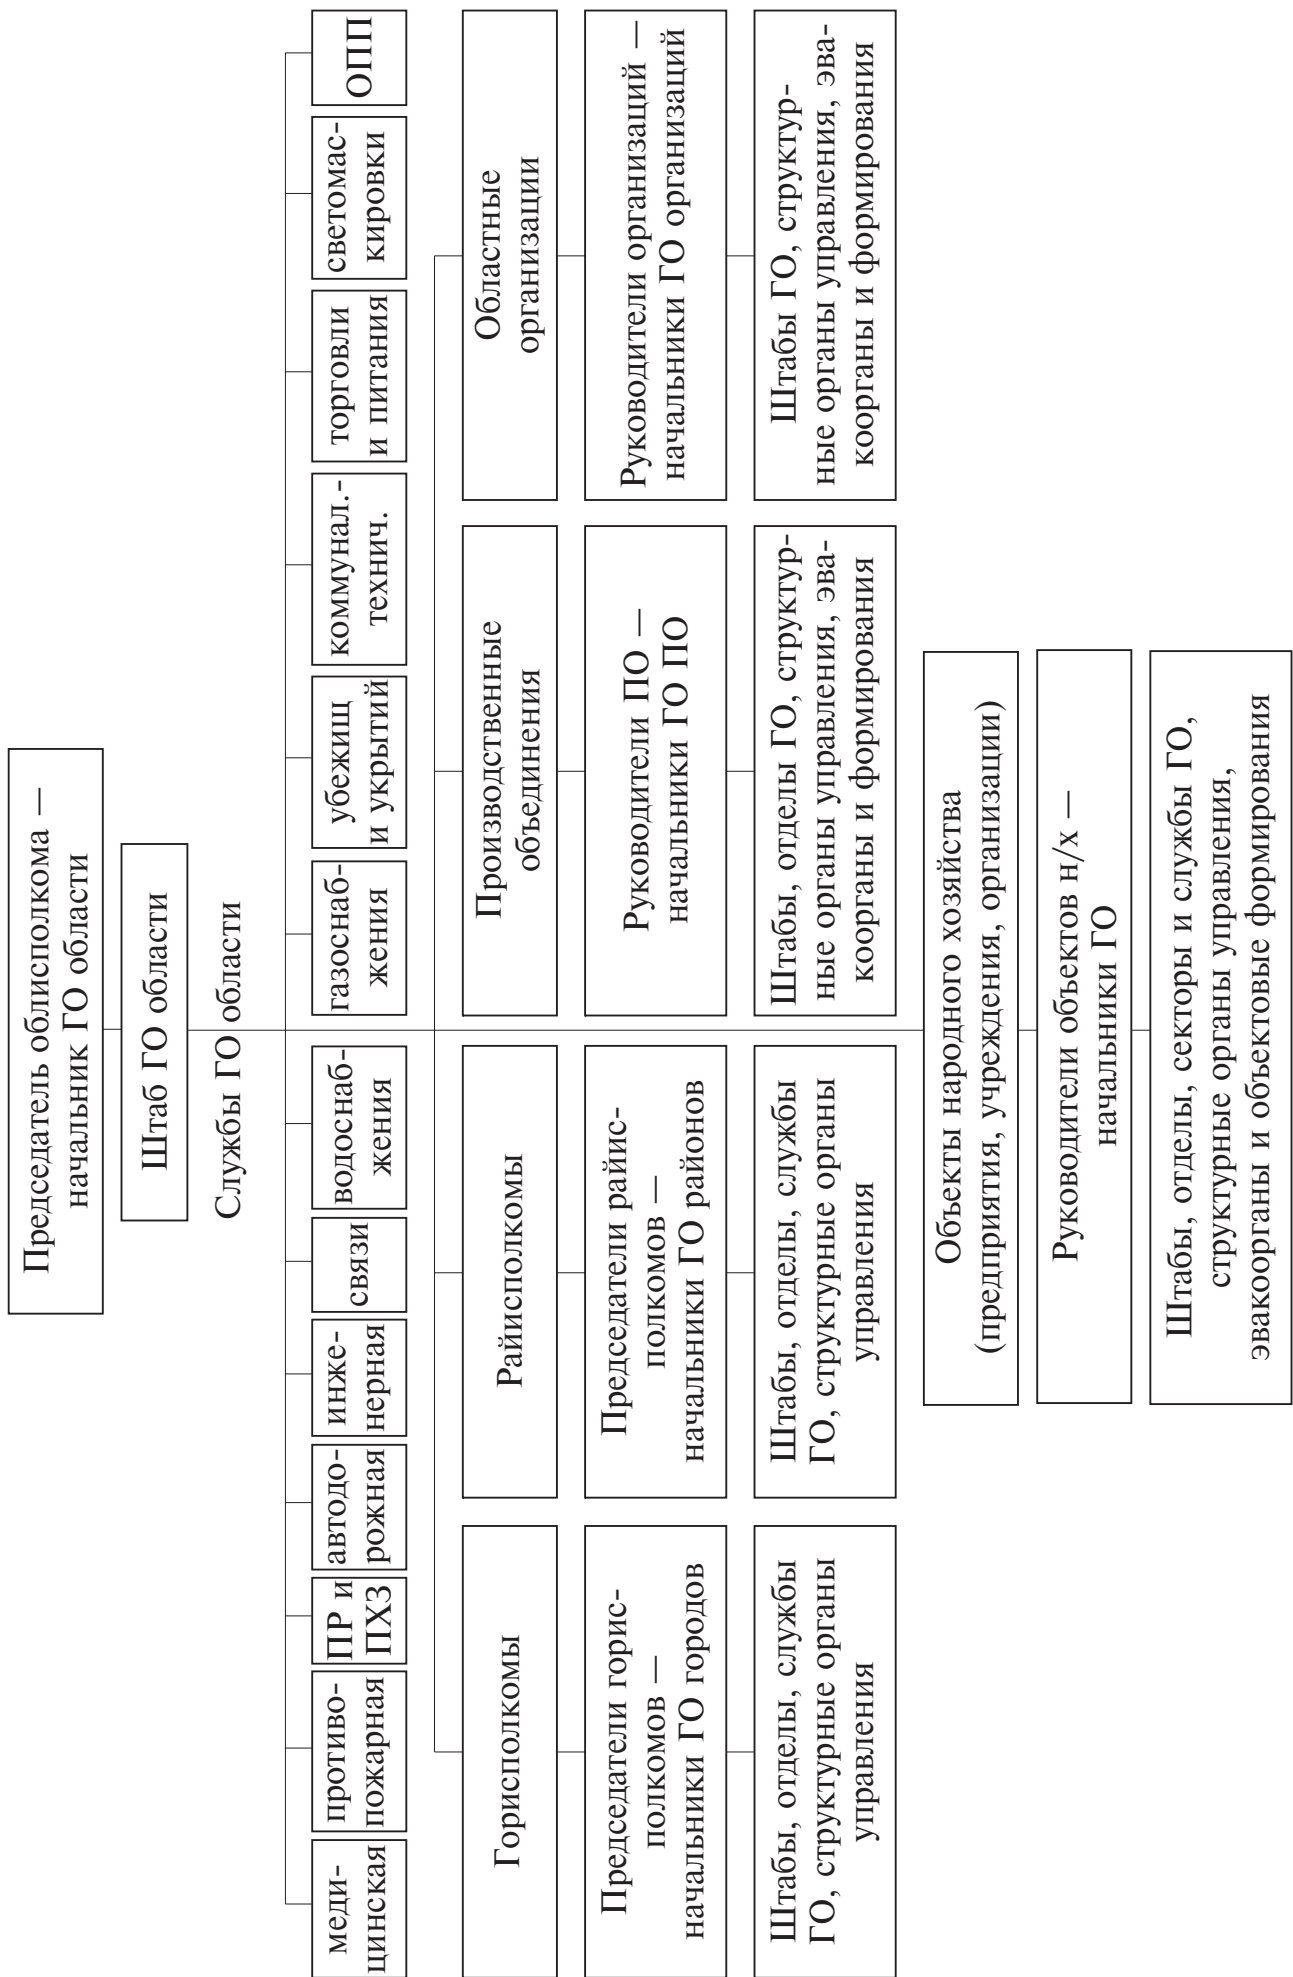 Председатель облисполкома —
начальник ГО области
Штаб ГО области
Службы ГО области
меди-
цинская
противо-
пожарная
ПР и
ПХЗ
автодо-
рожная
инже-
нерная
связи
водоснаб-
жения
газоснаб-
жения
убежищ
и укрытий
коммунал.-
технич.
торговли
и питания
светомас-
кировки
ОПП
Горисполкомы
Райисполкомы
Производственные
объединения
Областные
организации
Председатели горис-
полкомов —
начальники ГО городов
Председатели райис-
полкомов —
начальники ГО районов
Руководители ПО —
начальники ГО ПО
Руководители организаций —
начальники ГО организаций
Штабы, отделы, службы
ГО, структурные органы
управления
Штабы, отделы, службы
ГО, структурные органы
управления
Штабы, отделы ГО, структур-
ные органы управления, эва-
коорганы и формирования
Штабы ГО, структур-
ные органы управления, эва-
коорганы и формирования
Объекты народного хозяйства
(предприятия, учреждения, организации)
Руководители объектов н/х —
начальники ГО
Штабы, отделы, секторы и службы ГО,
структурные органы управления,
эвакоорганы и объектовые формирования